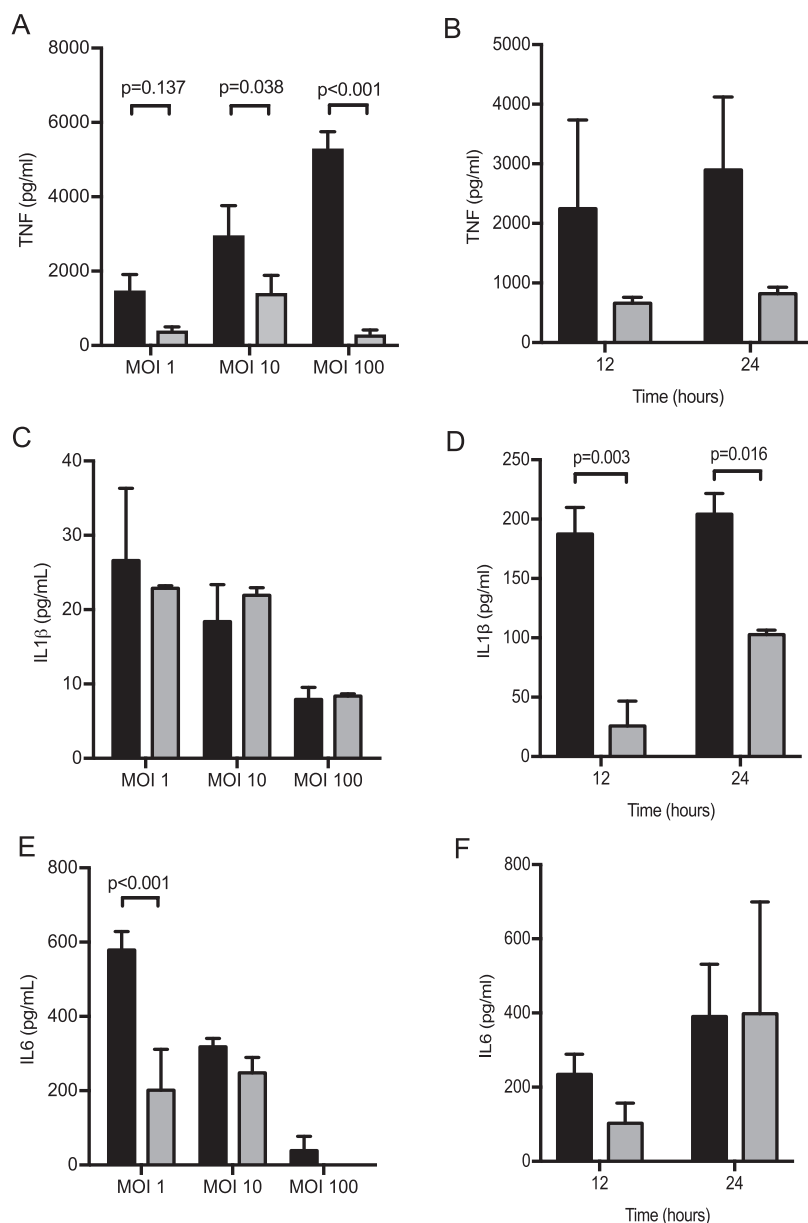 A
8000
6000
4000
2000
0
TNF (pg/ml)
p=0.137
p=0.038
p<0.001
MOI 1
MOI 10
MOI 100
B
5000
4000
3000
2000
1000
0
TNF (pg/ml)
12
24
Time (hours)
C
40
30
20
10
0
IL1β (pg/mL)
MOI 1
MOI 10
MOI 100
D
250
200
150
100
50
0
IL1β (pg/ml)
p=0.003
p=0.016
12
24
Time (hours)
E
800
600
400
200
0
IL6 (pg/mL)
p<0.001
MOI 1
MOI 10
MOI 100
F
800
600
400
200
0
IL6 (pg/ml)
12
24
Time (hours)